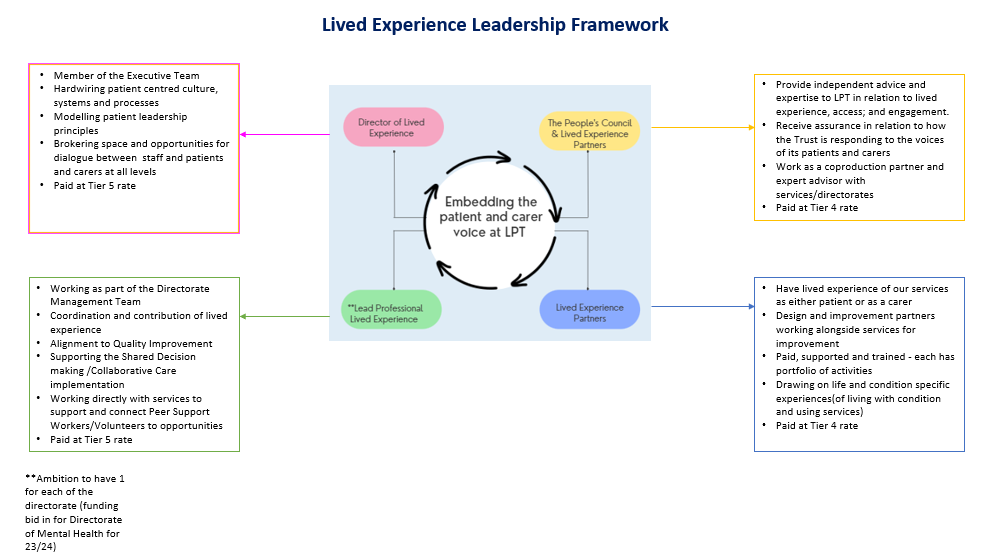 Lived Experience Leadership Framework
• Member of the Executive Team
• Hardwiring patient centred culture,
systems and processes
• Modelling patient leadership
principles
• Brokering space and opportunities for
dialogue between staff and patients
and carers at all levels
• Paid at Tier 5 rate
Director of Lived
Experience
The People's Council
& Lived Experience
Partners
• Provide independent advice and
expertise to LPT in relation to lived
experience, access; and engagement.
• Receive assurance in relation to how
the Trust is responding to the voices
of its patients and carers
• Work as a coproduction partner and
expert advisor with
services/directorates
• Paid at Tier 4 rate
Embedding the
patient and carer
voice at LPT
• Working as part of the Directorate
Management Team
• Coordination and contribution of lived
experience
• Alignment to Quality Improvement
• Supporting the Shared Decision
making /Collaborative Care
implementation
• Working directly with services to
support and connect Peer Support
Workers/Volunteers to opportunities
• Paid at Tier 5 rate
**Lead Professional
Lived Experience
Lived Experience
Partners
• Have lived experience of our services
as either patient or as a carer
• Design and improvement partners
working alongside services for
improvement
• Paid, supported and trained - each has
portfolio of activities
• Drawing on life and condition specific
experiences(of living with condition
and using services)
• Paid at Tier 4 rate
**Ambition to have 1
for each of the
directorate (funding
bid in for Directorate
of Mental Health for
23/24)